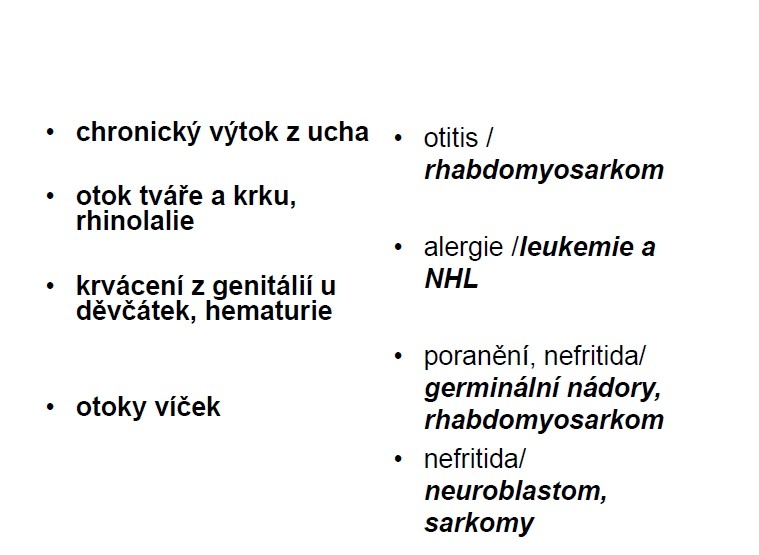 • chronický výtok z ucha
• otok tváře a krku,
rhinolalie
• krvácení z genitálií u
děvčátek, hematurie
• otoky víček
• otitis /
rhabdomyosarkom
• alergie /leukemie a
NHL
• poranění, nefritida/
germinální nádory,
rhabdomyosarkom
• nefritida/
neuroblastom,
sarkomy